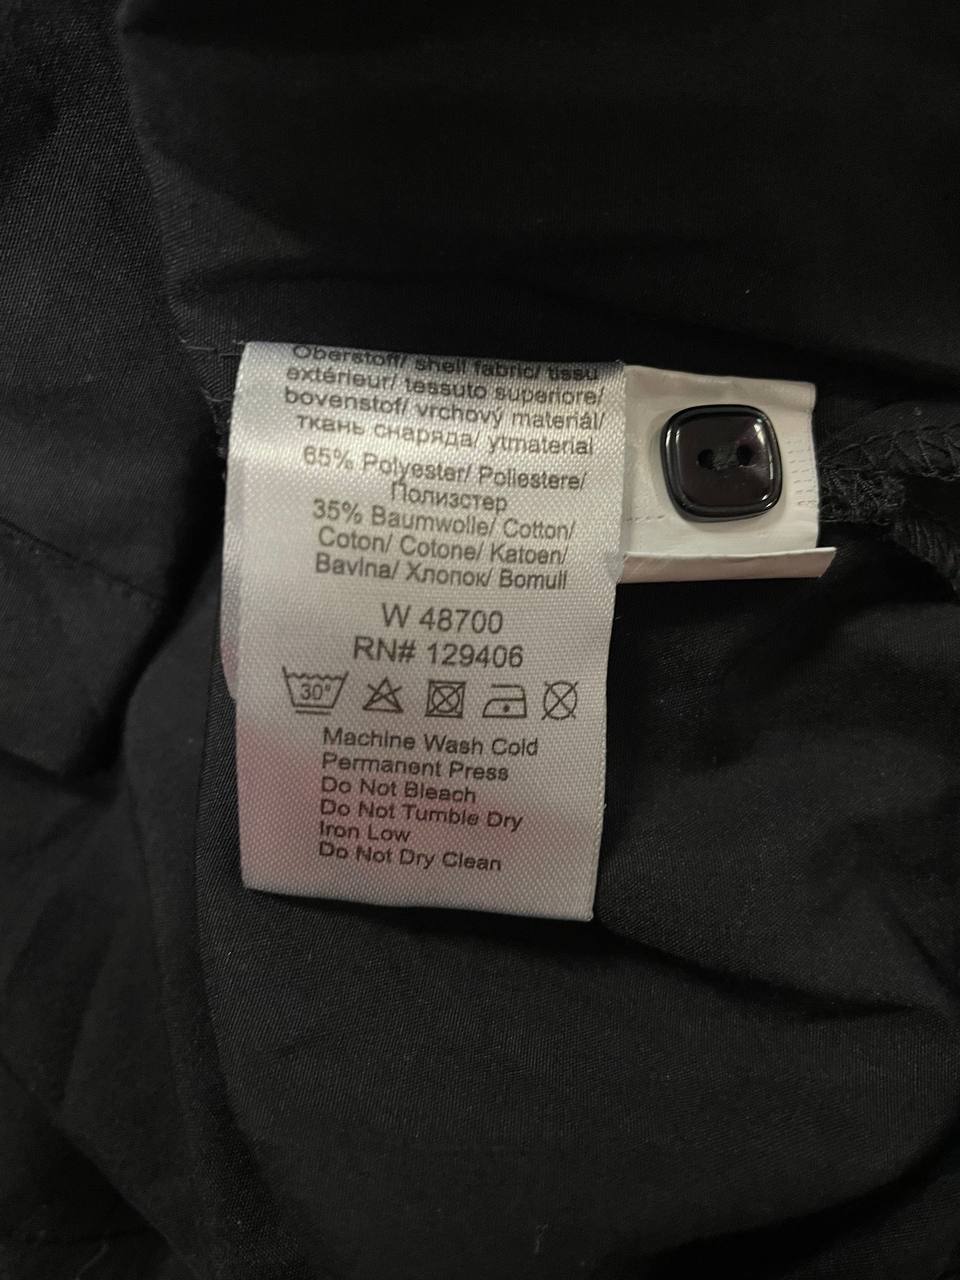 Oberstoff/ shell fabric/ tissu
extérieur/ tessuto superiore/
bovenstof/ vrchový materiál/
ткань снаряда/ ytmaterial
65% Polyester/ Poliestere/
Полиэстер
35% Baumwolle/ Cotton/
Coton/ Cotone/ Katoen/
Bavlna/ Хлопок/ Bomull
W 48700
RN# 129406
30°
Machine Wash Cold
Permanent Press
Do Not Bleach
Do Not Tumble Dry
Iron Low
Do Not Dry Clean